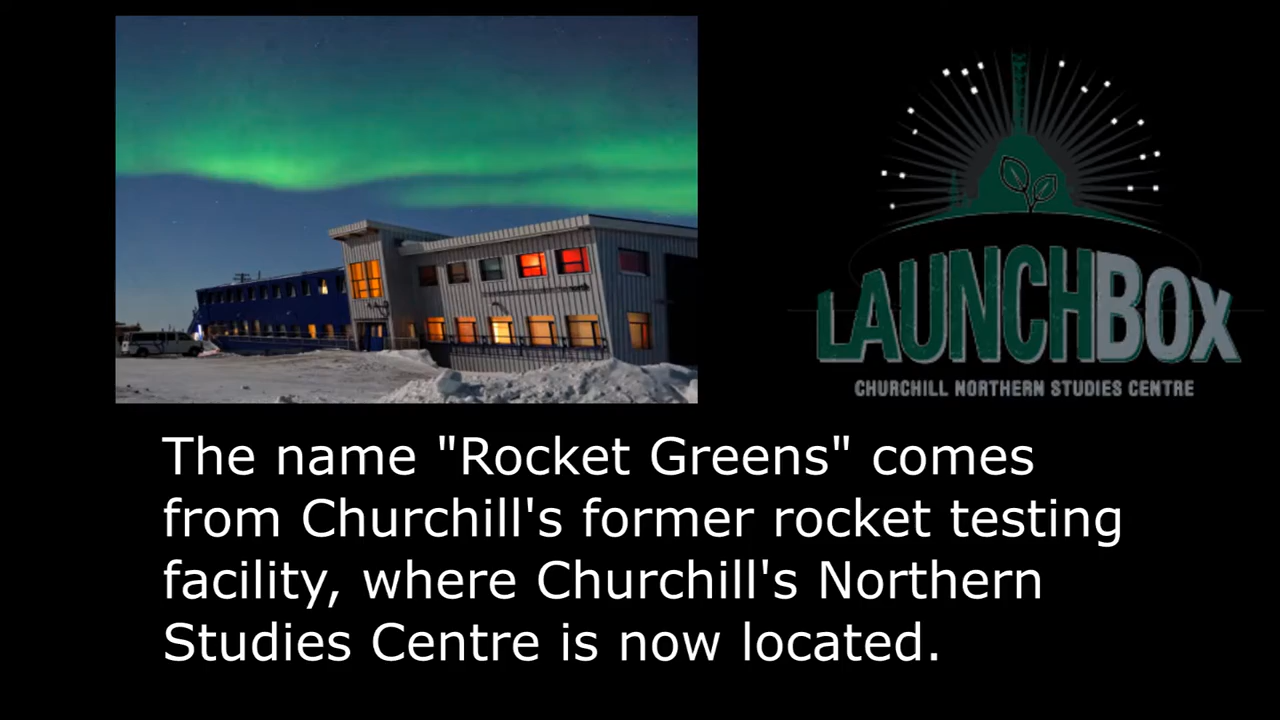 LAUNCHBOX
CHURCHILL NORTHERN STUDIES CENTRE
The name "Rocket Greens" comes
from Churchill's former rocket testing
facility, where Churchill's Northern
Studies Centre is now located.